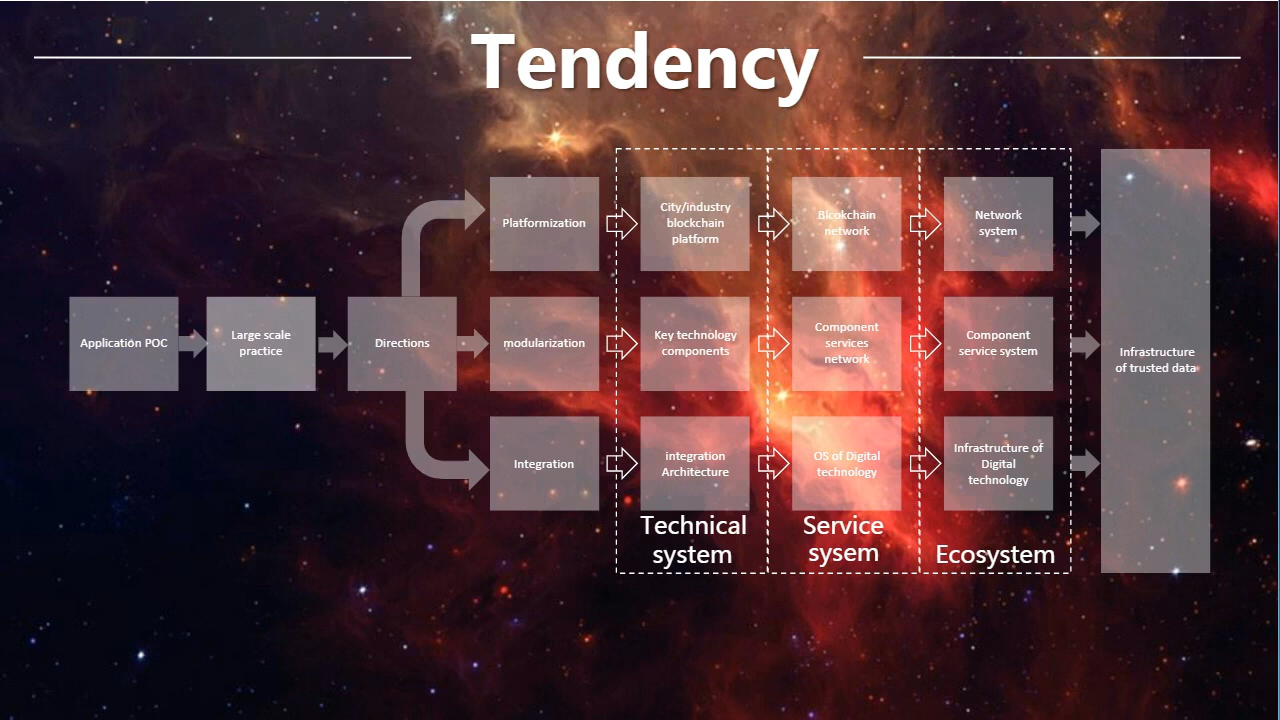 Tendency
Application POC
Large scale
practice
Directions
Platformization
modularization
Integration
City/industry
blockchain
platform
Key technology
components
integration
Architecture
Technical
system
Blcokchain
network
Component
services
network
OS of Digital
technology
Service
sysem
Network
system
Component
service system
Infrastructure of
Digital
technology
Ecosystem
Infrastructure
of trusted data